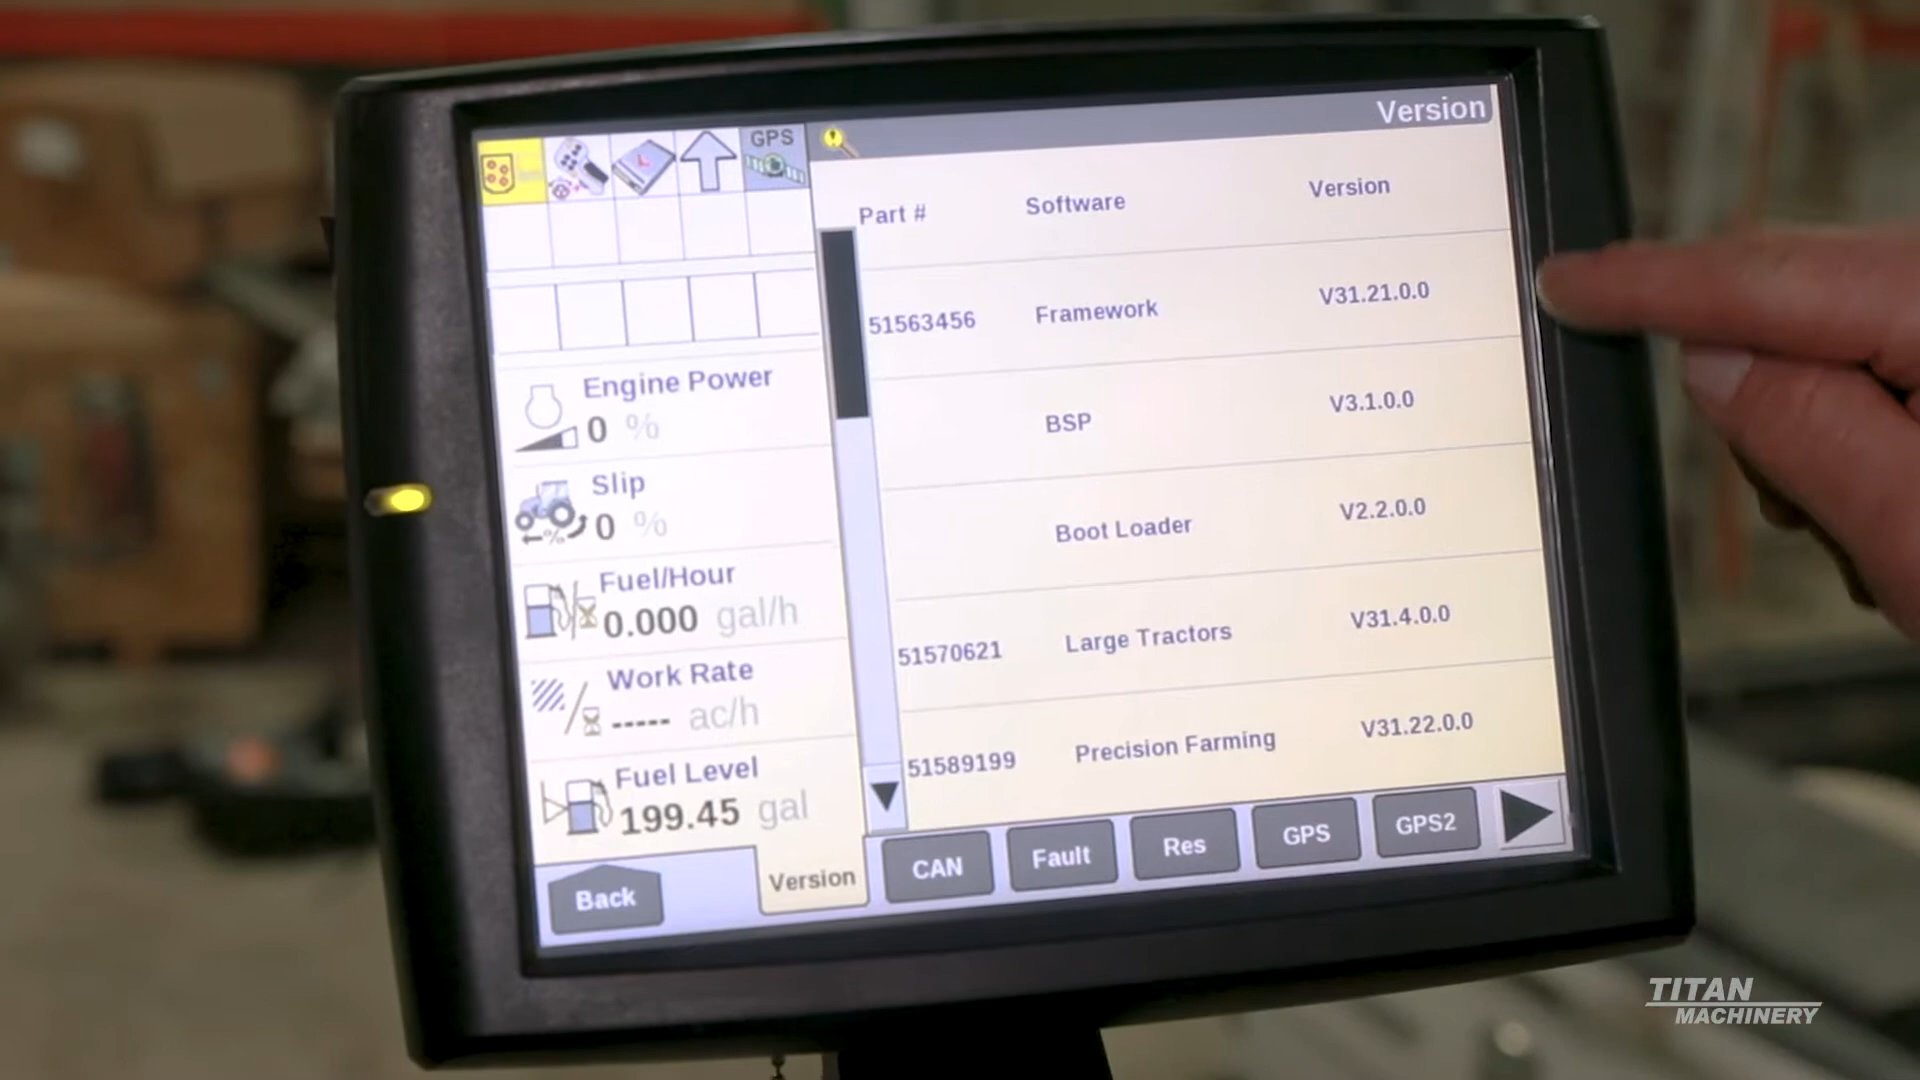 GPS
Version
Part # Software Version
51563456 Framework V31.21.0.0
BSP V3.1.0.0
Boot Loader V2.2.0.0
51570621 Large Tractors V31.4.0.0
51589199 Precision Farming V31.22.0.0
Engine Power
0 %
Slip
0 %
%
Fuel/Hour
0.000 gal/h
Work Rate
----- ac/h
Fuel Level
199.45 gal
Back
Version
CAN
Fault
Res
GPS
GPS2
TITAN
MACHINERY